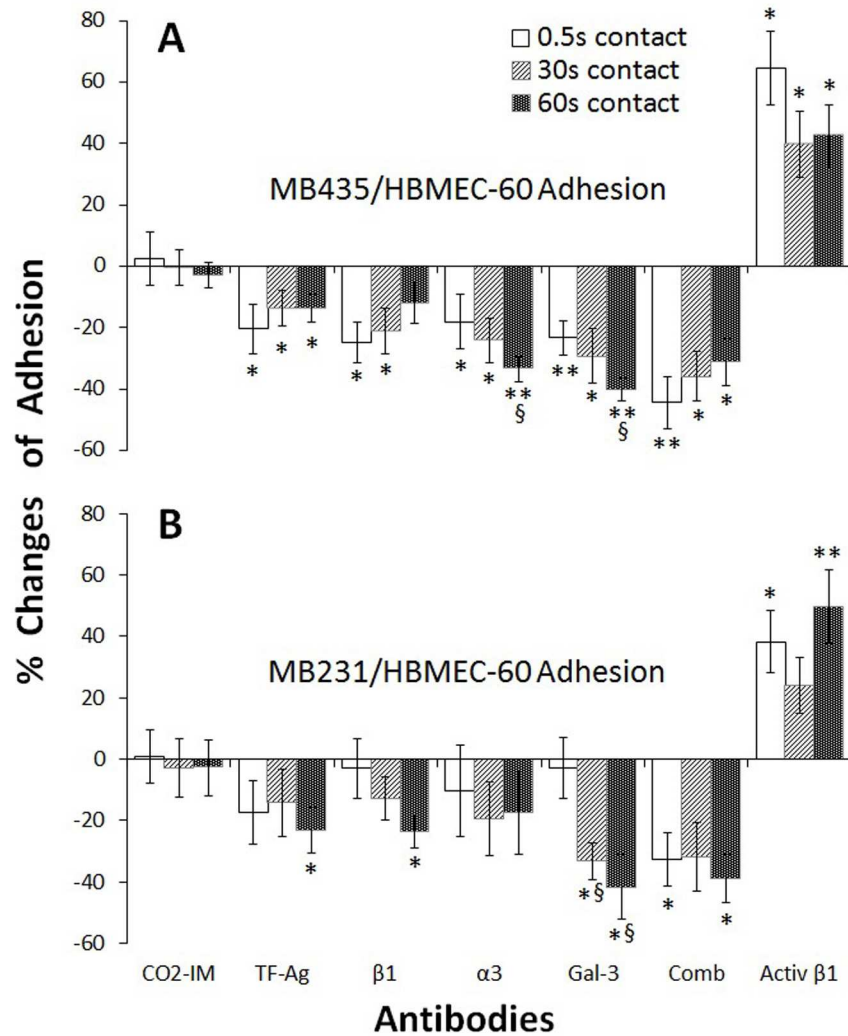 A
0.5s contact
30s contact
60s contact
MB435/HBMEC-60 Adhesion
80
60
40
20
0
-20
-40
-60
* * *
* * *
* *
* * **
§
** * **
§
** * *
% Changes of Adhesion
B
MB231/HBMEC-60 Adhesion
80
60
40
20
0
-20
-40
-60
* **
*
*
*§
*§
* *
CO2-IM TF-Ag β1 α3 Gal-3 Comb Activ β1
Antibodies